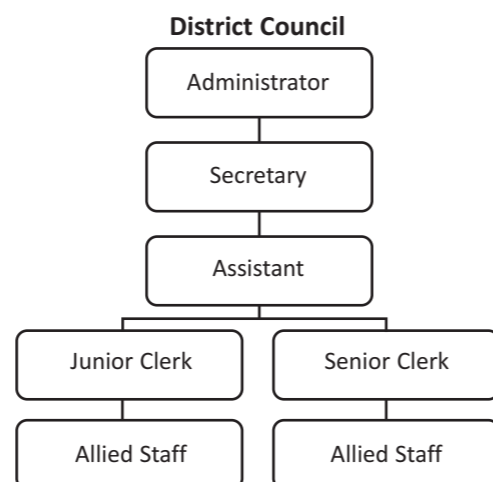 District Council
Administrator
Secretary
Assistant
Junior Clerk
Senior Clerk
Allied Staff
Allied Staff